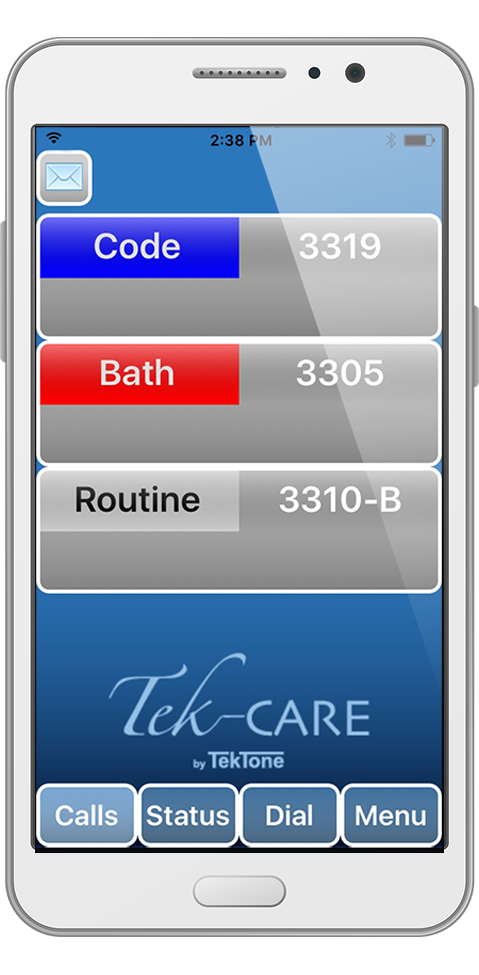 2:38 PM
Code 3319
Bath 3305
Routine 3310-B
Tek-CARE
by TekTone
Calls Status Dial Menu